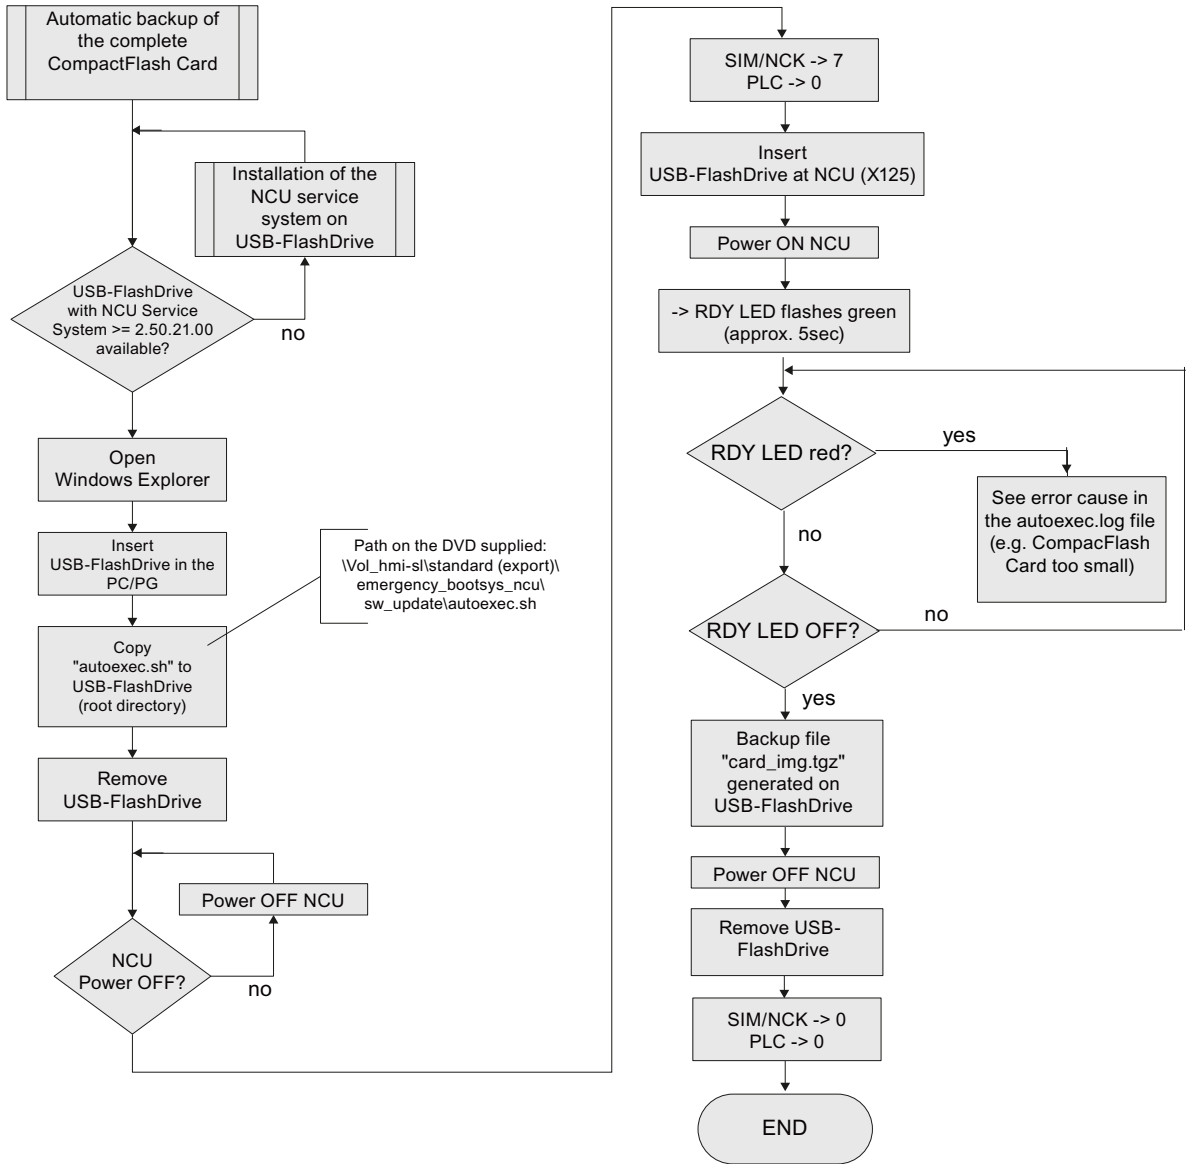 Automatic backup of
the complete
CompactFlash Card
Installation of the
NCU service
system on
USB-FlashDrive
USB-FlashDrive
with NCU Service
System >= 2.50.21.00
available?
no
Open
Windows Explorer
Insert
USB-FlashDrive in the
PC/PG
Path on the DVD supplied:
\Vol_hmi-sl\standard (export)\
emergency_bootsys_ncu\
sw_update\autoexec.sh
Copy
"autoexec.sh" to
USB-FlashDrive
(root directory)
Remove
USB-FlashDrive
Power OFF NCU
NCU
Power OFF?
no
SIM/NCK -> 7
PLC -> 0
Insert
USB-FlashDrive at NCU (X125)
Power ON NCU
-> RDY LED flashes green
(approx. 5sec)
RDY LED red?
yes
See error cause in
the autoexec.log file
(e.g. CompacFlash
Card too small)
no
RDY LED OFF?
no
yes
Backup file
"card_img.tgz"
generated on
USB-FlashDrive
Power OFF NCU
Remove USB-
FlashDrive
SIM/NCK -> 0
PLC -> 0
END